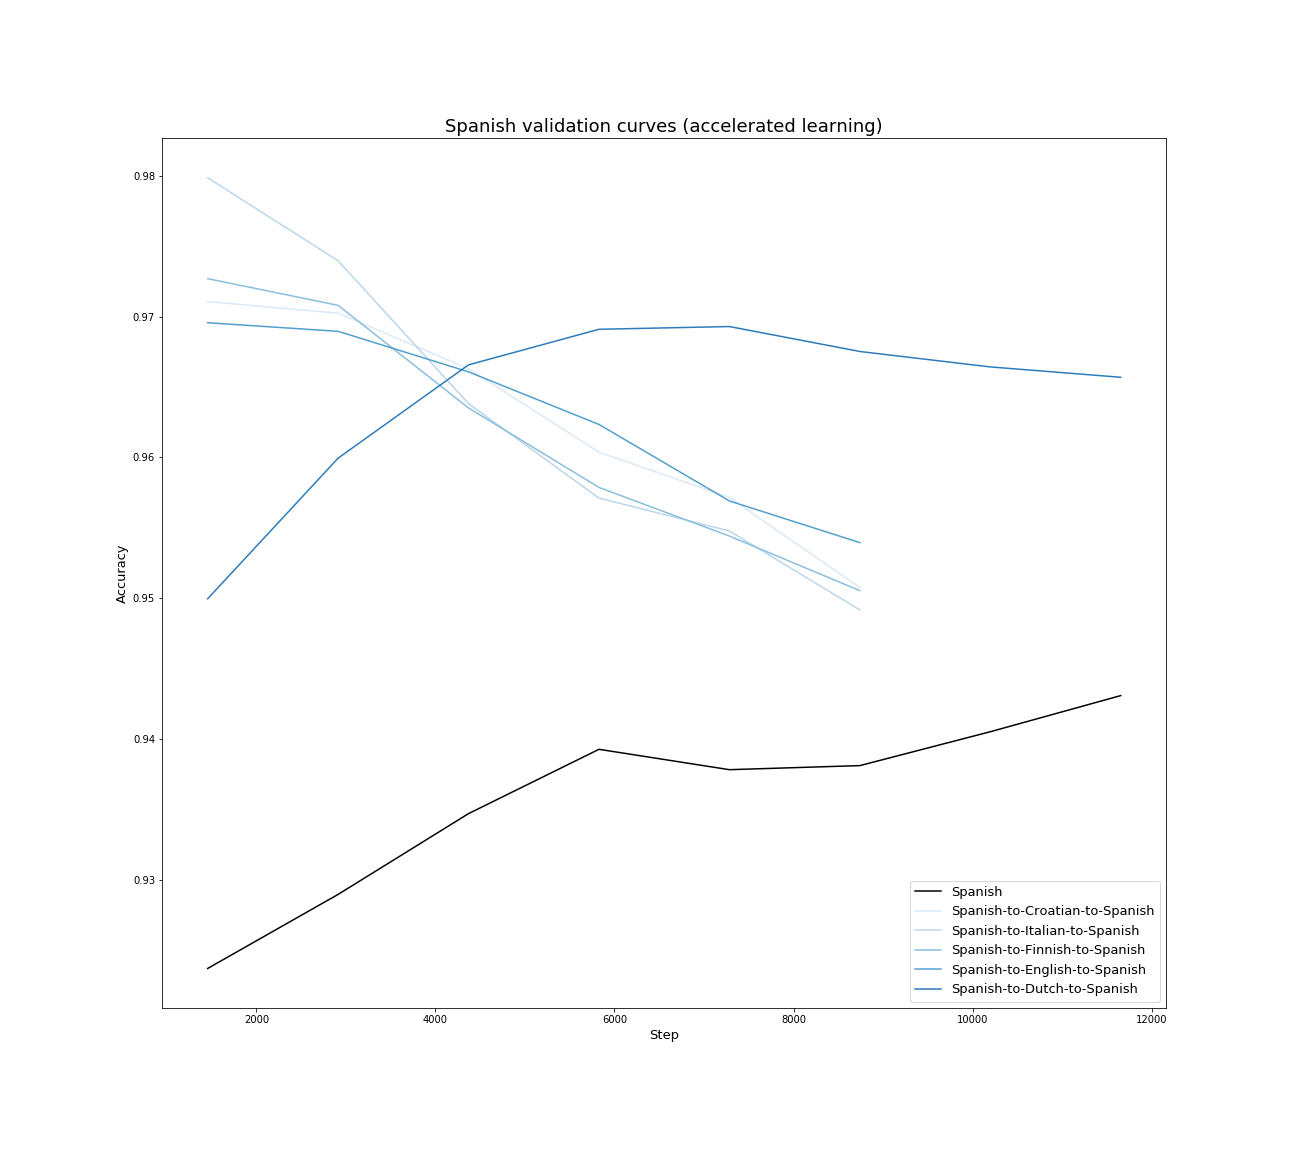 Spanish validation curves (accelerated learning)
0.98
0.97
0.96
0.95
0.94
0.93
Accuracy
2000 4000 6000 8000 10000 12000
Step
Spanish
Spanish-to-Croatian-to-Spanish
Spanish-to-Italian-to-Spanish
Spanish-to-Finnish-to-Spanish
Spanish-to-English-to-Spanish
Spanish-to-Dutch-to-Spanish